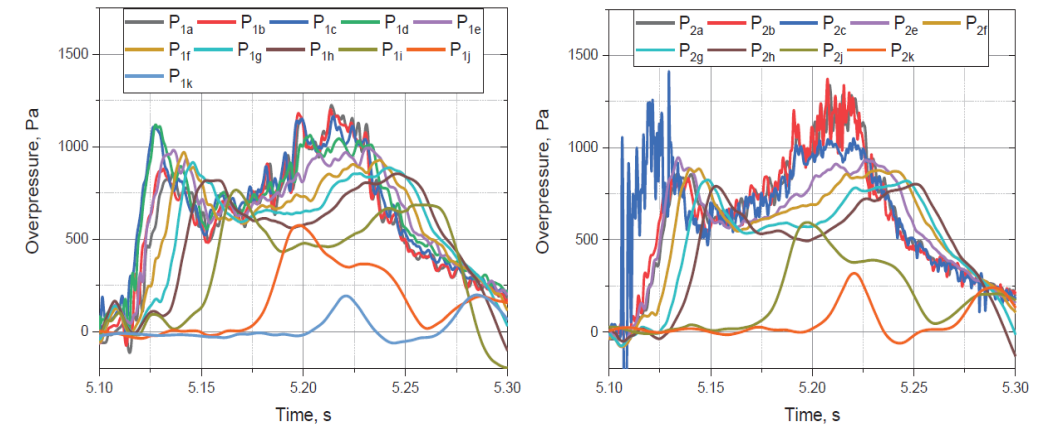 P1a P1b P1c P1d P1e
P1f P1g P1h P1i P1j
P1k
1500
1000
500
0
Overpressure, Pa
5.10 5.15 5.20 5.25 5.30
Time, s
P2a P2b P2c P2e P2f
P2g P2h P2j P2k
1500
1000
500
0
Overpressure, Pa
5.10 5.15 5.20 5.25 5.30
Time, s